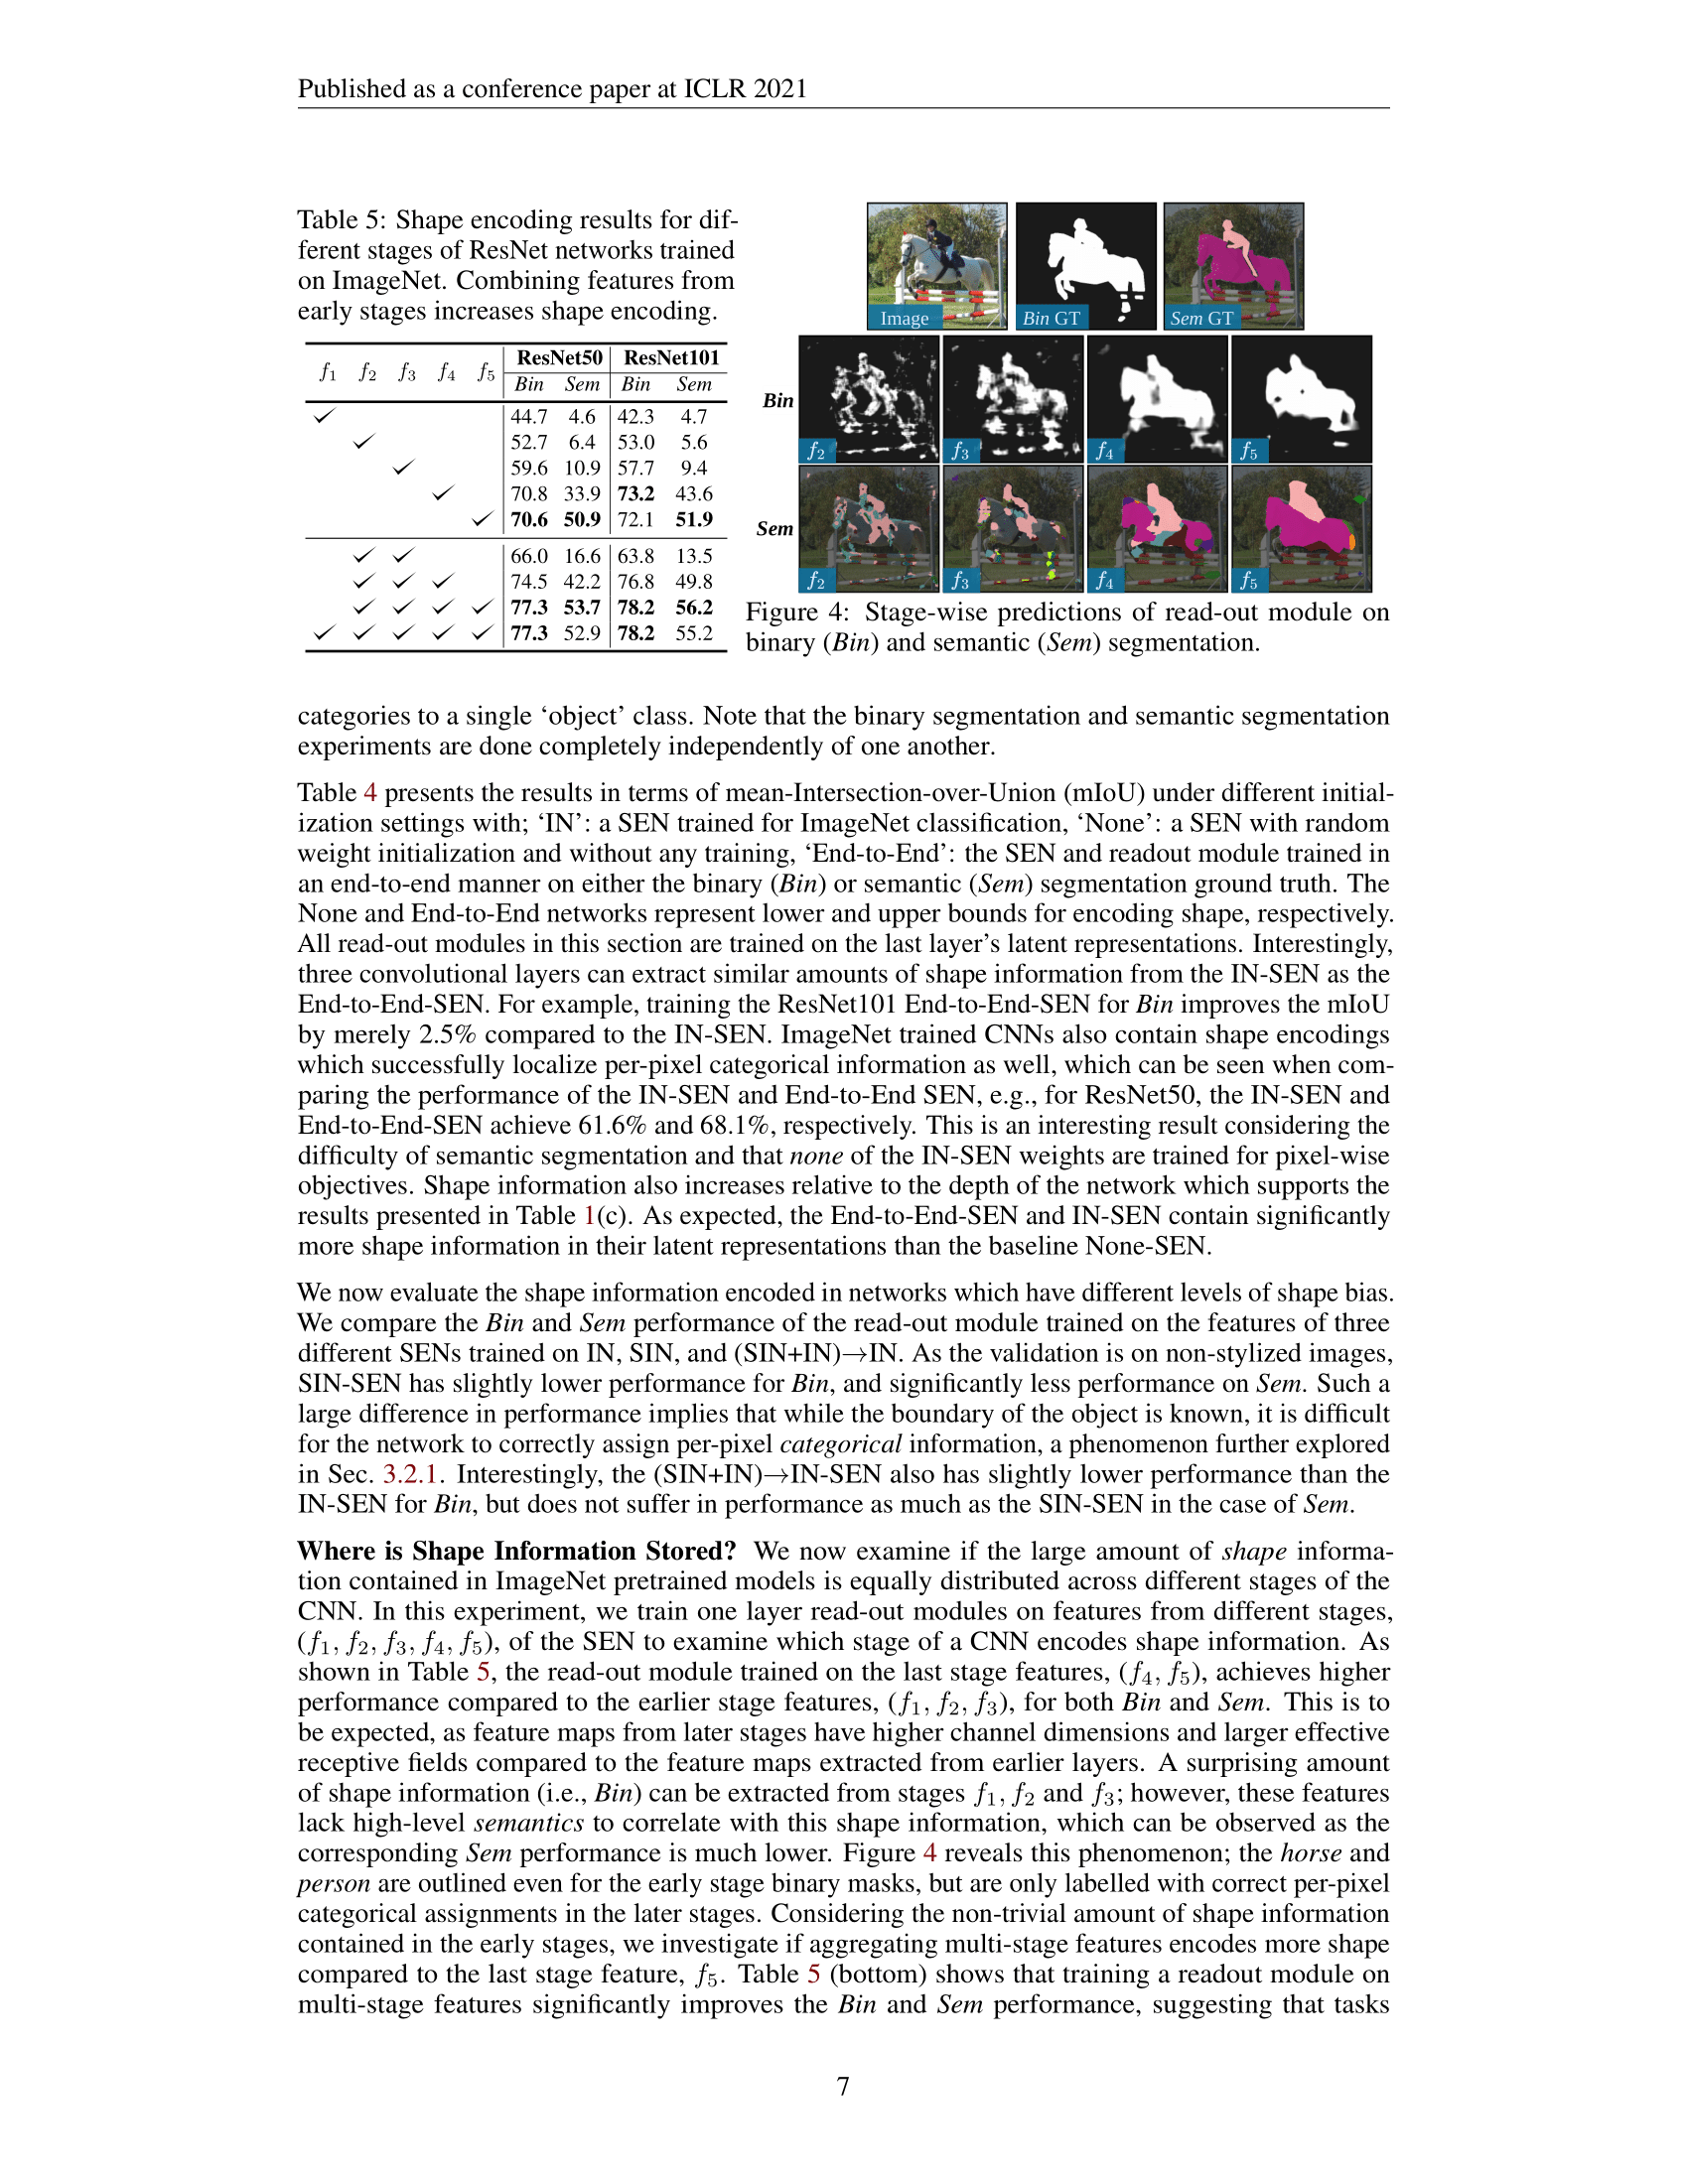 Published as a conference paper at ICLR 2021
Table 5: Shape encoding results for dif-
ferent stages of ResNet networks trained
on ImageNet. Combining features from
early stages increases shape encoding.
f1 f2 f3 f4 f5 ResNet50 ResNet101
Bin Sem Bin Sem
✓ 44.7 4.6 42.3 4.7
✓ 52.7 6.4 53.0 5.6
✓ 59.6 10.9 57.7 9.4
✓ 70.8 33.9 73.2 43.6
✓ 70.6 50.9 72.1 51.9
✓ ✓ 66.0 16.6 63.8 13.5
✓ ✓ ✓ 74.5 42.2 76.8 49.8
✓ ✓ ✓ ✓ 77.3 53.7 78.2 56.2
✓ ✓ ✓ ✓ ✓ 77.3 52.9 78.2 55.2
Image Bin GT Sem GT
Bin
f2 f3 f4 f5
Sem
f2 f3 f4 f5
Figure 4: Stage-wise predictions of read-out module on
binary (Bin) and semantic (Sem) segmentation.
categories to a single ‘object’ class. Note that the binary segmentation and semantic segmentation
experiments are done completely independently of one another.
Table 4 presents the results in terms of mean-Intersection-over-Union (mIoU) under different initial-
ization settings with; ‘IN’: a SEN trained for ImageNet classification, ‘None’: a SEN with random
weight initialization and without any training, ‘End-to-End’: the SEN and readout module trained in
an end-to-end manner on either the binary (Bin) or semantic (Sem) segmentation ground truth. The
None and End-to-End networks represent lower and upper bounds for encoding shape, respectively.
All read-out modules in this section are trained on the last layer’s latent representations. Interestingly,
three convolutional layers can extract similar amounts of shape information from the IN-SEN as the
End-to-End-SEN. For example, training the ResNet101 End-to-End-SEN for Bin improves the mIoU
by merely 2.5% compared to the IN-SEN. ImageNet trained CNNs also contain shape encodings
which successfully localize per-pixel categorical information as well, which can be seen when com-
paring the performance of the IN-SEN and End-to-End SEN, e.g., for ResNet50, the IN-SEN and
End-to-End-SEN achieve 61.6% and 68.1%, respectively. This is an interesting result considering the
difficulty of semantic segmentation and that none of the IN-SEN weights are trained for pixel-wise
objectives. Shape information also increases relative to the depth of the network which supports the
results presented in Table 1(c). As expected, the End-to-End-SEN and IN-SEN contain significantly
more shape information in their latent representations than the baseline None-SEN.
We now evaluate the shape information encoded in networks which have different levels of shape bias.
We compare the Bin and Sem performance of the read-out module trained on the features of three
different SENs trained on IN, SIN, and (SIN+IN)→IN. As the validation is on non-stylized images,
SIN-SEN has slightly lower performance for Bin, and significantly less performance on Sem. Such a
large difference in performance implies that while the boundary of the object is known, it is difficult
for the network to correctly assign per-pixel categorical information, a phenomenon further explored
in Sec. 3.2.1. Interestingly, the (SIN+IN)→IN-SEN also has slightly lower performance than the
IN-SEN for Bin, but does not suffer in performance as much as the SIN-SEN in the case of Sem.
Where is Shape Information Stored? We now examine if the large amount of shape informa-
tion contained in ImageNet pretrained models is equally distributed across different stages of the
CNN. In this experiment, we train one layer read-out modules on features from different stages,
(f1, f2, f3, f4, f5), of the SEN to examine which stage of a CNN encodes shape information. As
shown in Table 5, the read-out module trained on the last stage features, (f4, f5), achieves higher
performance compared to the earlier stage features, (f1, f2, f3), for both Bin and Sem. This is to
be expected, as feature maps from later stages have higher channel dimensions and larger effective
receptive fields compared to the feature maps extracted from earlier layers. A surprising amount
of shape information (i.e., Bin) can be extracted from stages f1, f2 and f3; however, these features
lack high-level semantics to correlate with this shape information, which can be observed as the
corresponding Sem performance is much lower. Figure 4 reveals this phenomenon; the horse and
person are outlined even for the early stage binary masks, but are only labelled with correct per-pixel
categorical assignments in the later stages. Considering the non-trivial amount of shape information
contained in the early stages, we investigate if aggregating multi-stage features encodes more shape
compared to the last stage feature, f5. Table 5 (bottom) shows that training a readout module on
multi-stage features significantly improves the Bin and Sem performance, suggesting that tasks
7